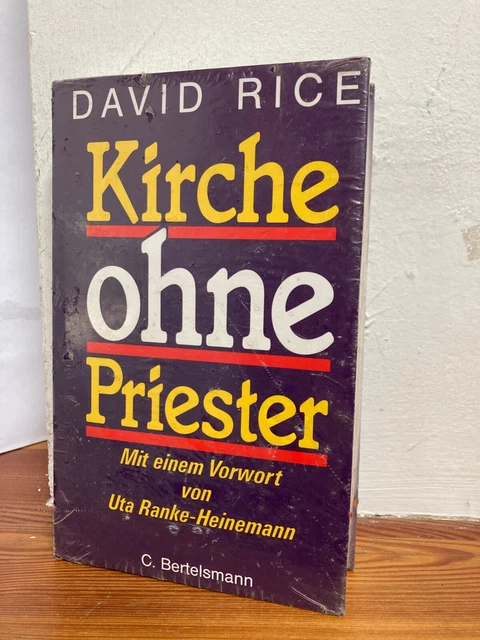 DAVID RICE
Kirche
ohne
Priester
Mit einem Vorwort
von
Uta Ranke-Heinemann
C. Bertelsmann